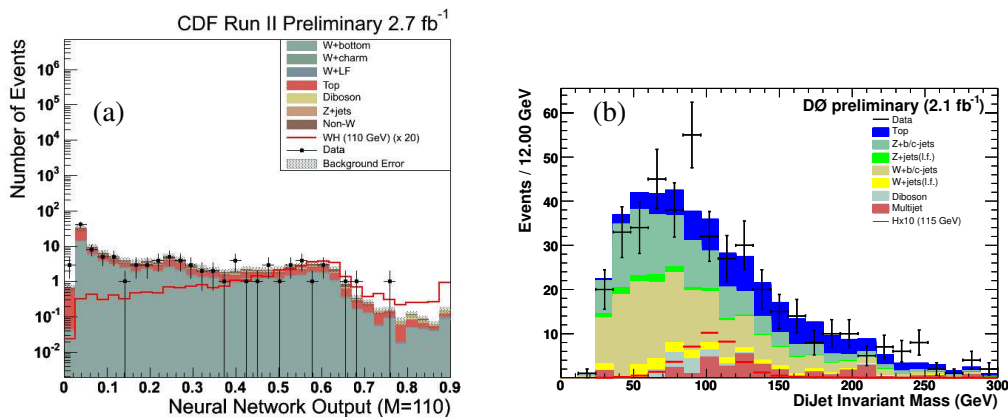 CDF Run II Preliminary 2.7 fb⁻¹
Number of Events
10⁶
10⁵
10⁴
10³
10²
10
1
10⁻¹
10⁻²
(a)
W+bottom
W+charm
W+LF
Top
Diboson
Z+jets
Non-W
WH (110 GeV) (x 20)
Data
Background Error
0 0.1 0.2 0.3 0.4 0.5 0.6 0.7 0.8 0.9
Neural Network Output (M=110)
Events / 12.00 GeV
60
50
40
30
20
10
(b)
DØ preliminary (2.1 fb⁻¹)
Data
Top
Z+b/c-jets
Z+jets(l.f.)
W+b/c-jets
W+jets(l.f.)
Diboson
Multijet
Hx10 (115 GeV)
0 50 100 150 200 250 300
DiJet Invariant Mass (GeV)